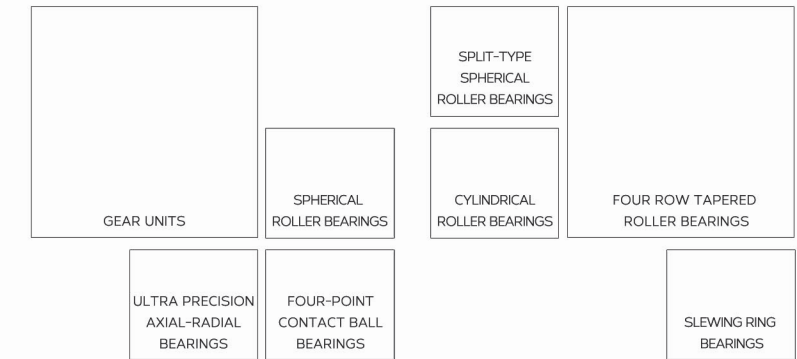 GEAR UNITS
SPHERICAL
ROLLER BEARINGS
SPLIT-TYPE
SPHERICAL
ROLLER BEARINGS
CYLINDRICAL
ROLLER BEARINGS
FOUR ROW TAPERED
ROLLER BEARINGS
ULTRA PRECISION
AXIAL-RADIAL
BEARINGS
FOUR-POINT
CONTACT BALL
BEARINGS
SLEWING RING
BEARINGS